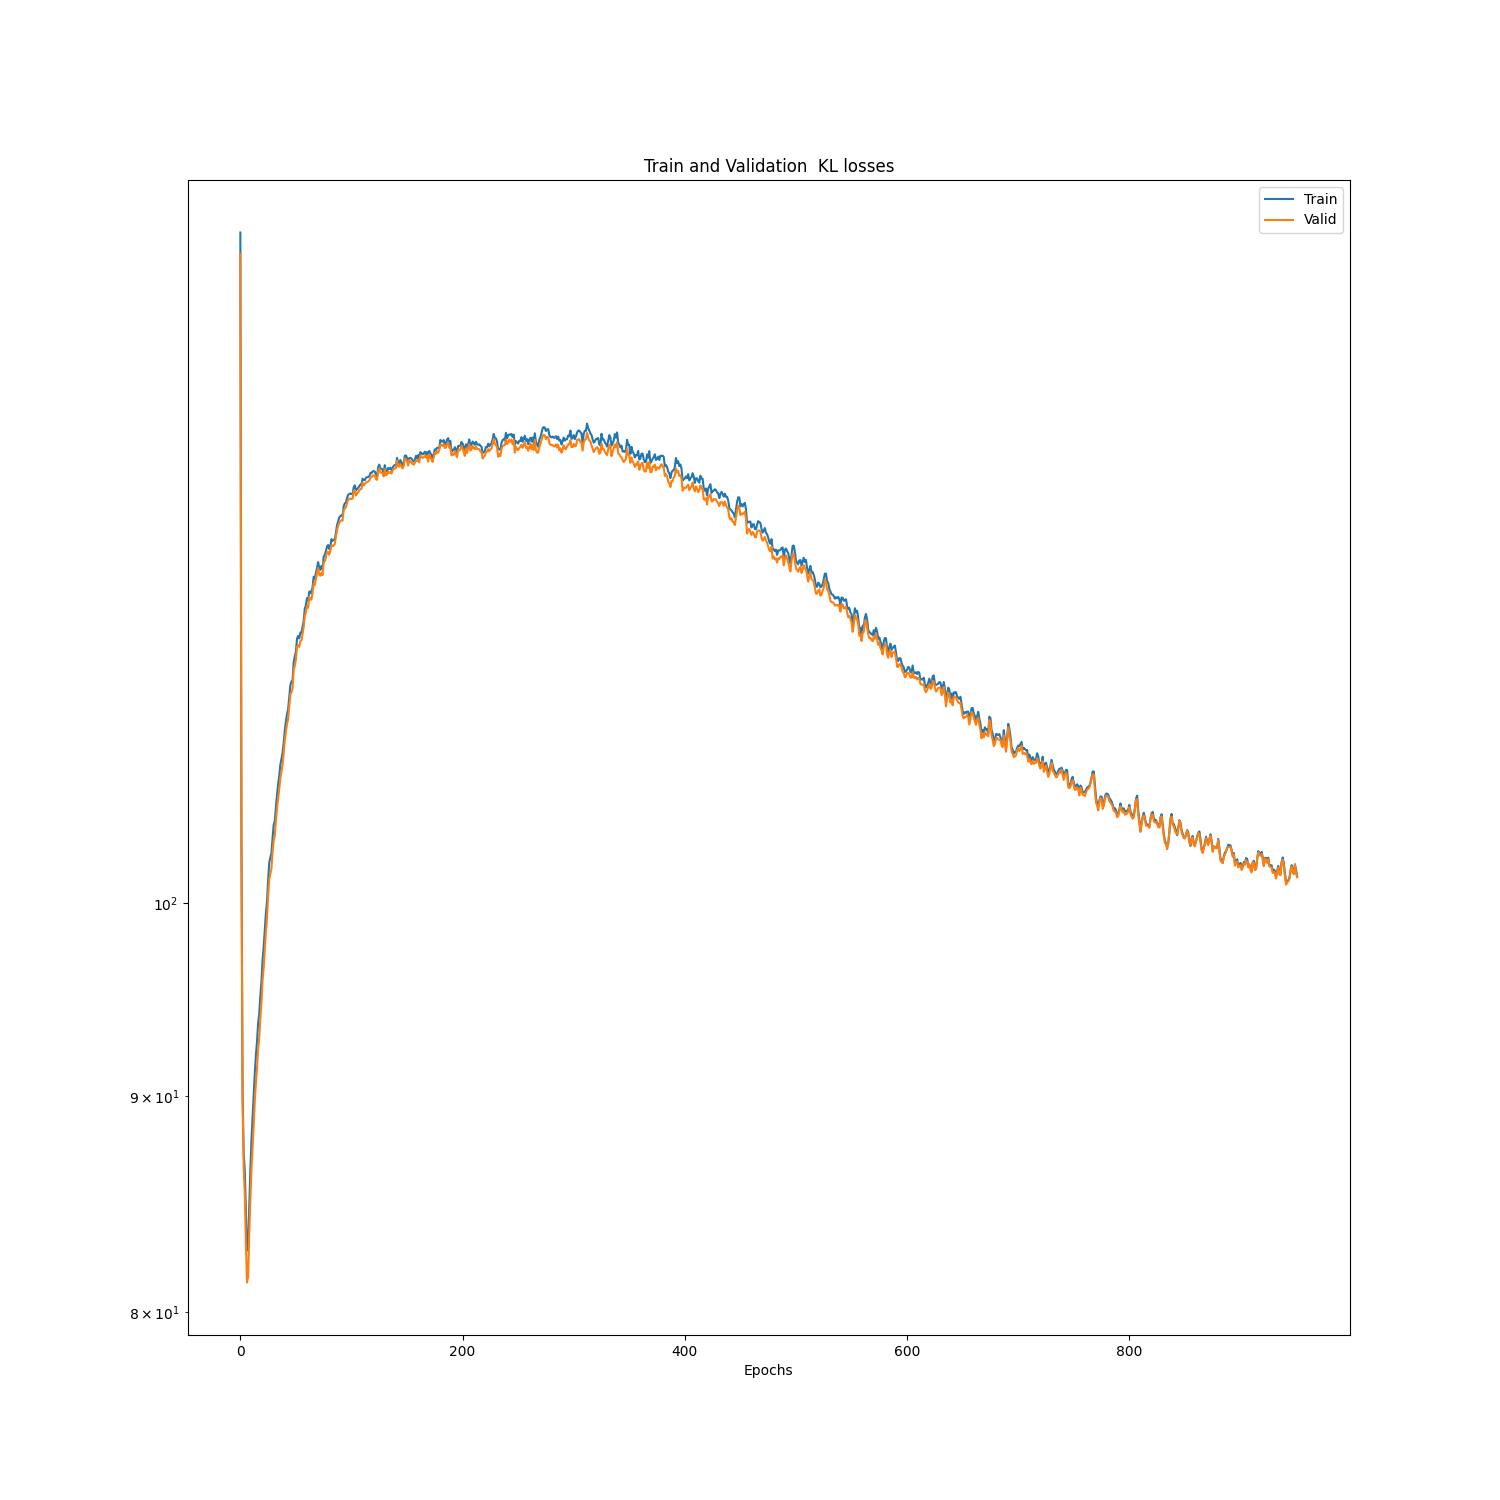 Train and Validation  KL losses
Train
Valid
10²
9 × 10¹
8 × 10¹
0 200 400 600 800
Epochs